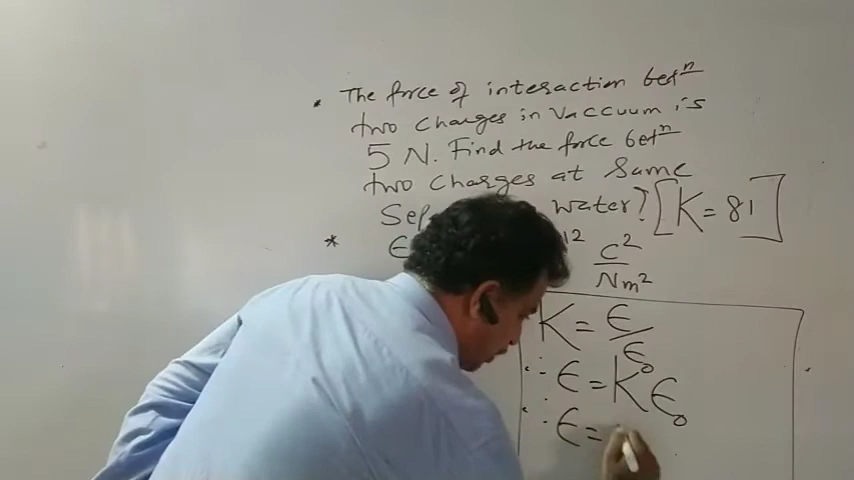 * The force of interaction betⁿ
two charges in vaccuum is
5 N. Find the force betⁿ
two charges at same
Sep water? [K = 81]
* ϵ 12 C²/Nm²
K = ϵ/ϵ₀
∴ ϵ = Kϵ₀
∴ ϵ =